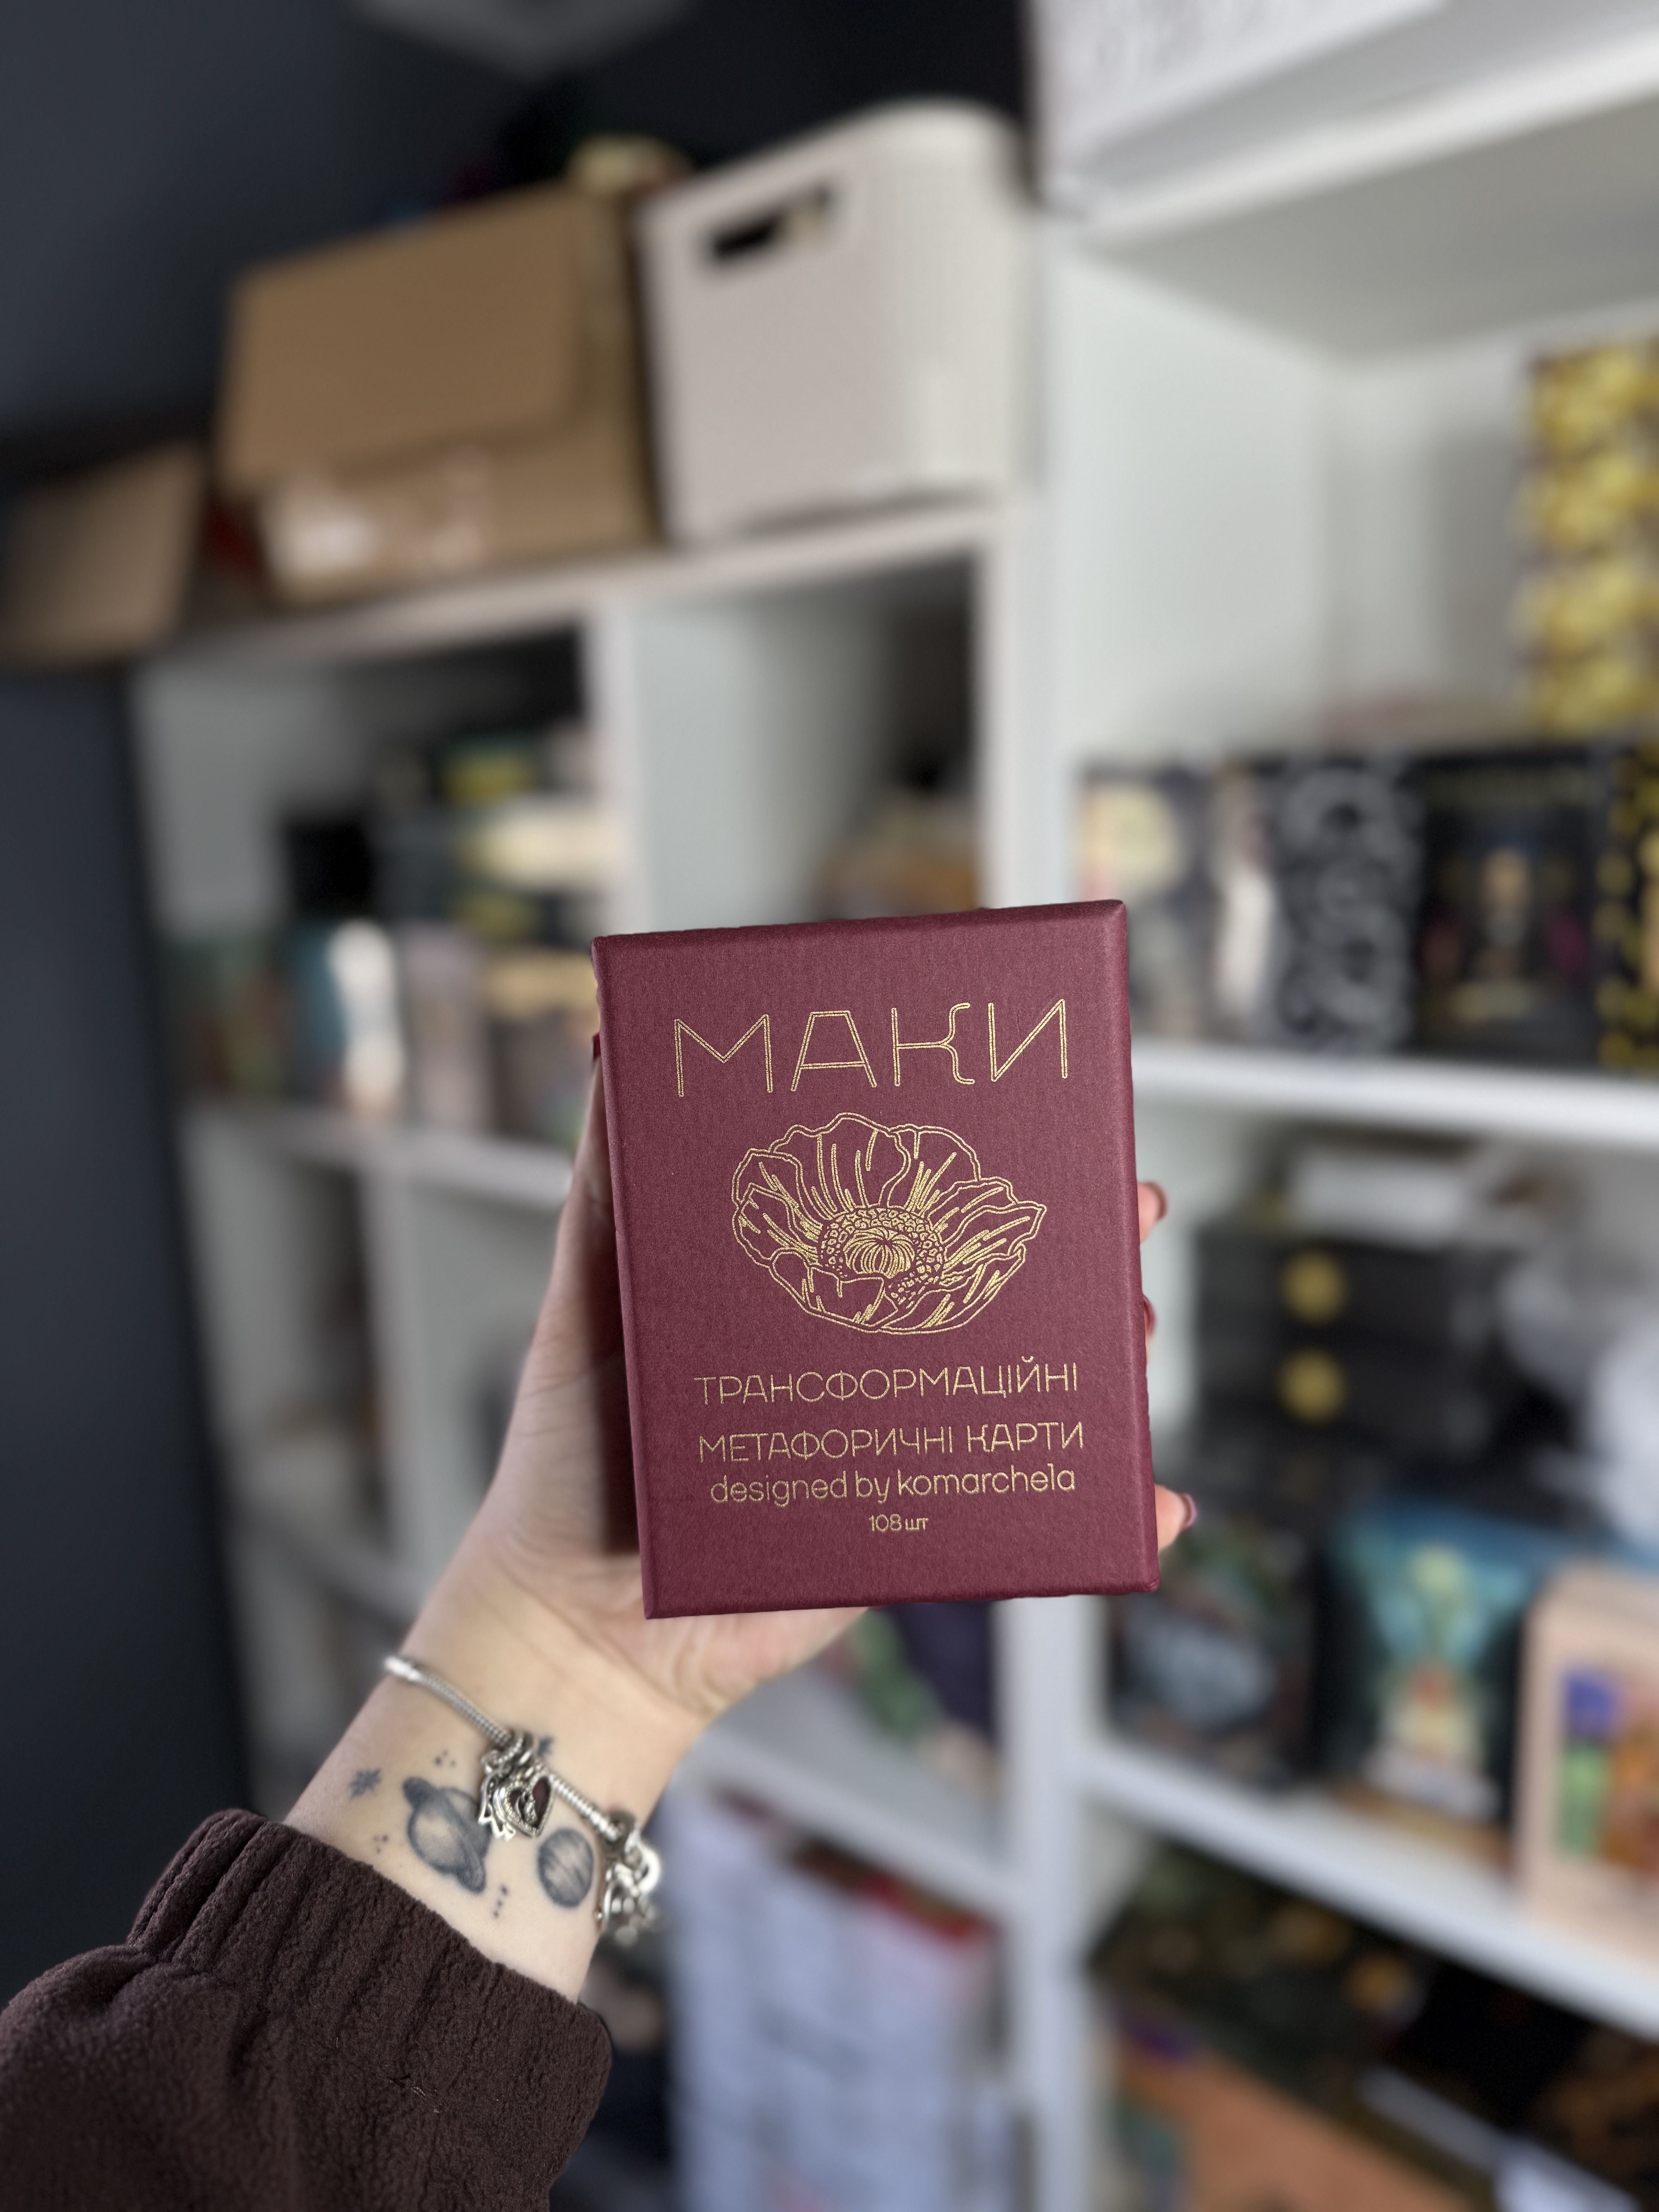 МАКИ
ТРАНСФОРМАЦІЙНІ
МЕТАФОРИЧНІ КАРТИ
designed by komarchela
108 шт